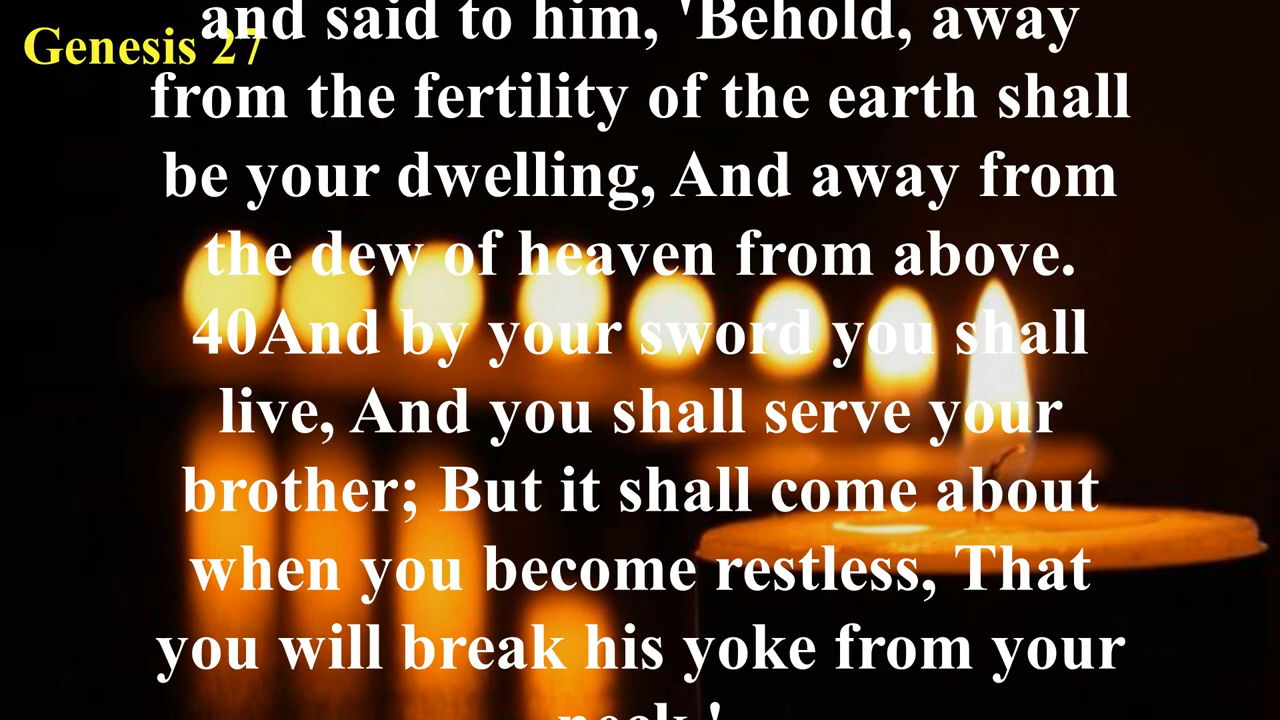 Genesis 27
and said to him, 'Behold, away
from the fertility of the earth shall
be your dwelling, And away from
the dew of heaven from above.
40And by your sword you shall
live, And you shall serve your
brother; But it shall come about
when you become restless, That
you will break his yoke from your
neck.'